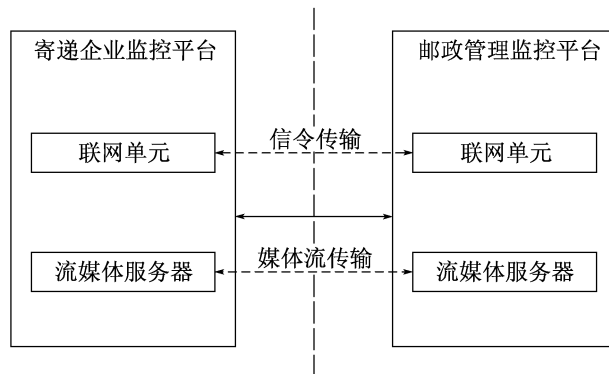 寄递企业监控平台
邮政管理监控平台
联网单元
信令传输
联网单元
媒体流传输
流媒体服务器
流媒体服务器